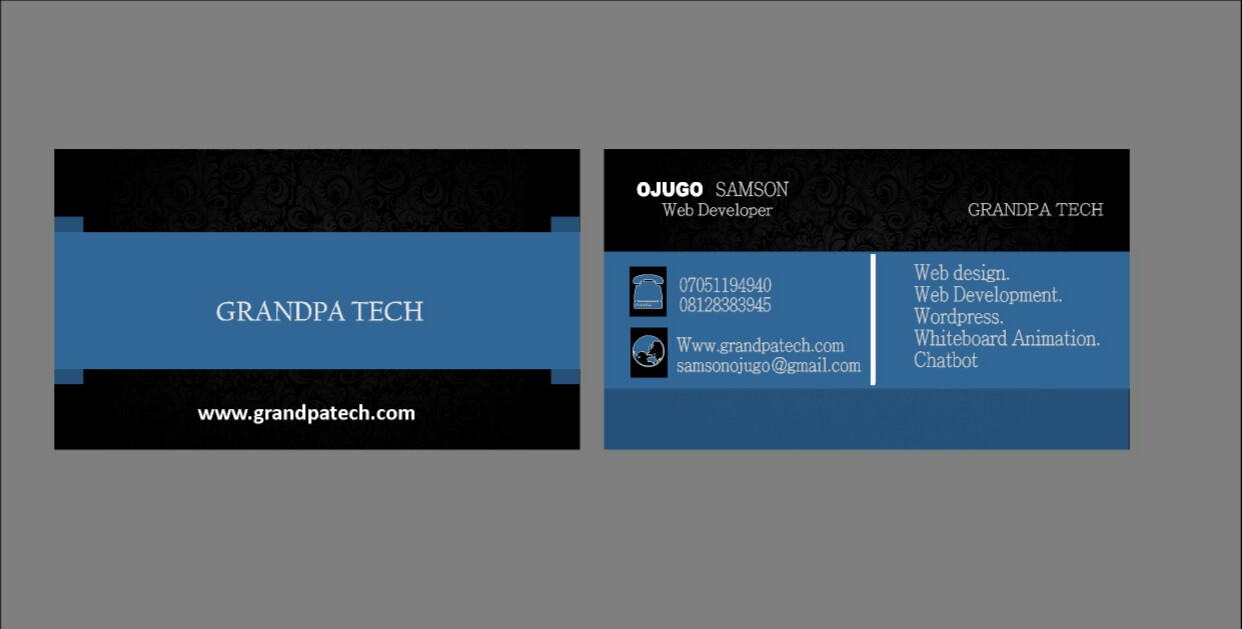 GRANDPA TECH
www.grandpatech.com
OJUGO SAMSON
Web Developer
GRANDPA TECH
07051194940
08128383945
Www.grandpatech.com
samsonojugo@gmail.com
Web design.
Web Development.
Wordpress.
Whiteboard Animation.
Chatbot